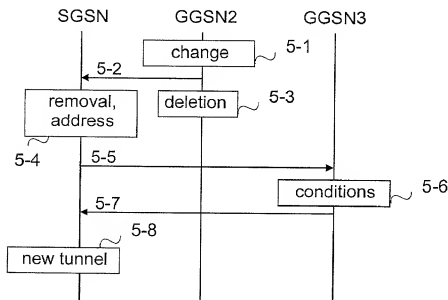 SGSN GGSN2 GGSN3
change 5-1
5-2
removal,
address
deletion 5-3
5-4
5-5
conditions 5-6
5-7
5-8
new tunnel